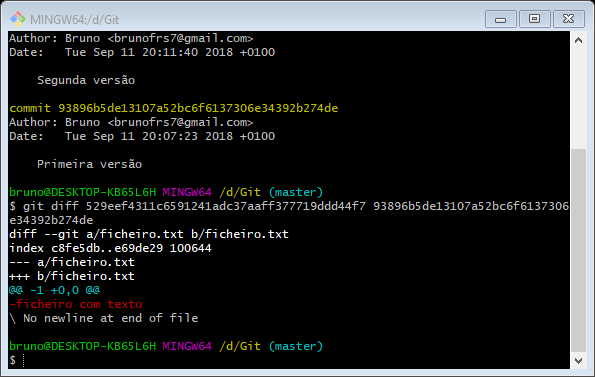 MINGW64:/d/Git
Author: Bruno <brunofrs7@gmail.com>
Date:   Tue Sep 11 20:11:40 2018 +0100
    Segunda versão
commit 93896b5de13107a52bc6f6137306e34392b274de
Author: Bruno <brunofrs7@gmail.com>
Date:   Tue Sep 11 20:07:23 2018 +0100
    Primeira versão
bruno@DESKTOP-KB65L6H MINGW64 /d/Git (master)
$ git diff 529eef4311c6591241adc37aaff377719ddd44f7 93896b5de13107a52bc6f6137306
e34392b274de
diff --git a/ficheiro.txt b/ficheiro.txt
index c8fe5db..e69de29 100644
--- a/ficheiro.txt
+++ b/ficheiro.txt
@@ -1 +0,0 @@
-ficheiro com texto
\ No newline at end of file
bruno@DESKTOP-KB65L6H MINGW64 /d/Git (master)
$